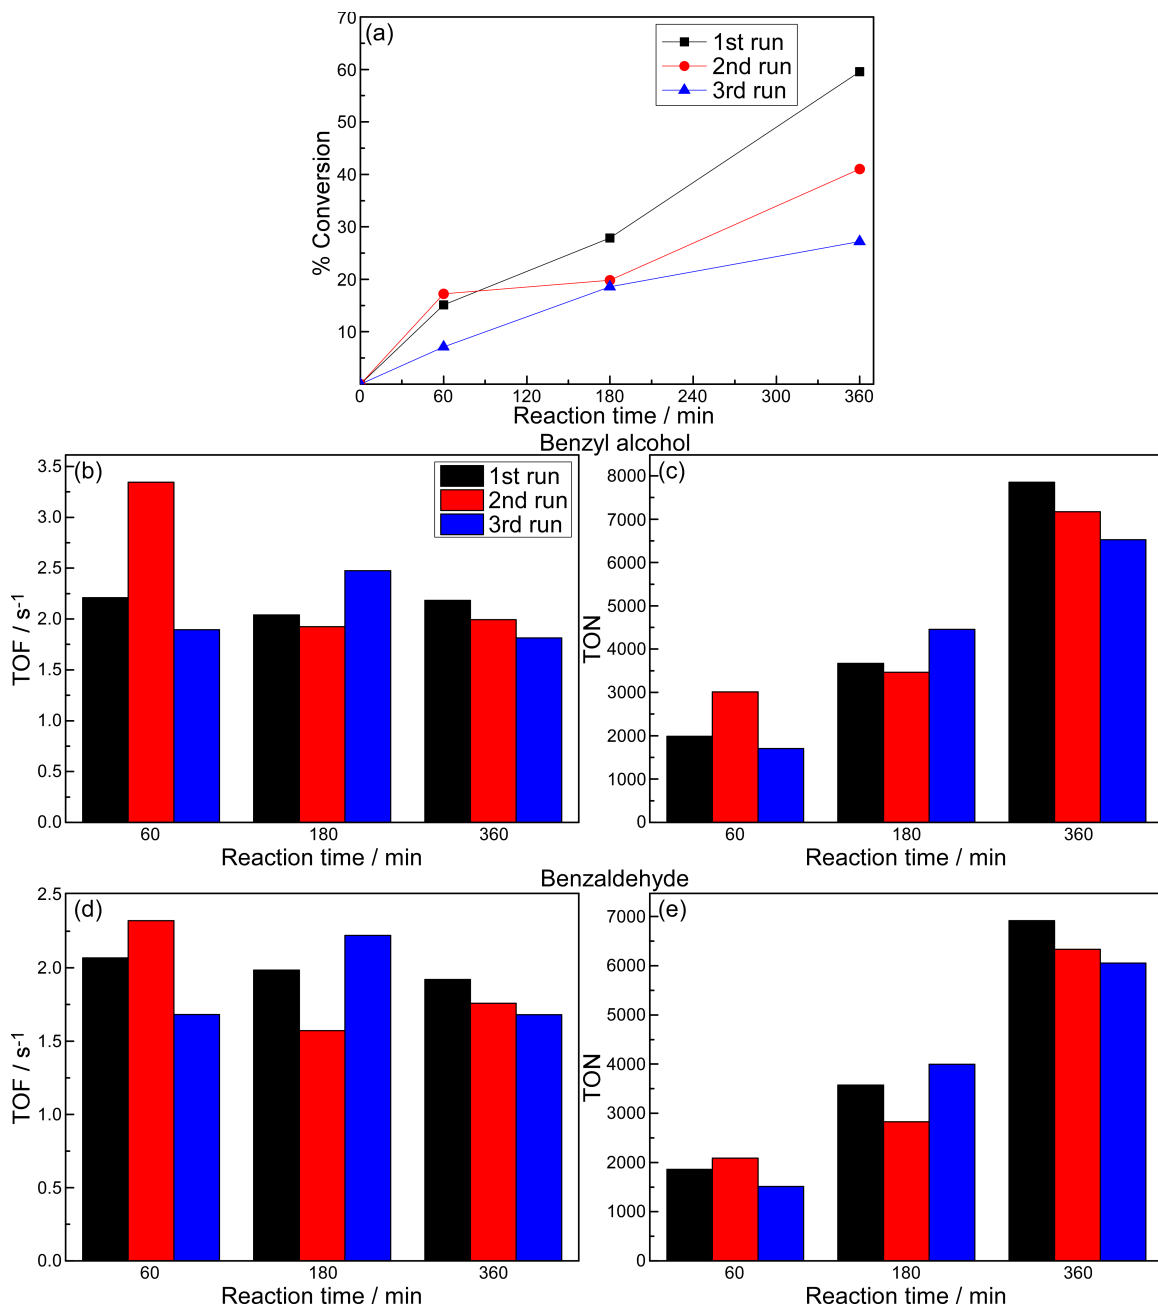 (a)
1st run
2nd run
3rd run
70
60
50
40
30
20
10
% Conversion
0 60 120 180 240 300 360
Reaction time / min
Benzyl alcohol
(b)
1st run
2nd run
3rd run
3.5
3.0
2.5
2.0
1.5
1.0
0.5
0.0
TOF / s-1
60 180 360
Reaction time / min
(c)
8000
7000
6000
5000
4000
3000
2000
1000
0
TON
60 180 360
Reaction time / min
Benzaldehyde
(d)
2.5
2.0
1.5
1.0
0.5
0.0
TOF / s-1
60 180 360
Reaction time / min
(e)
7000
6000
5000
4000
3000
2000
1000
0
TON
60 180 360
Reaction time / min